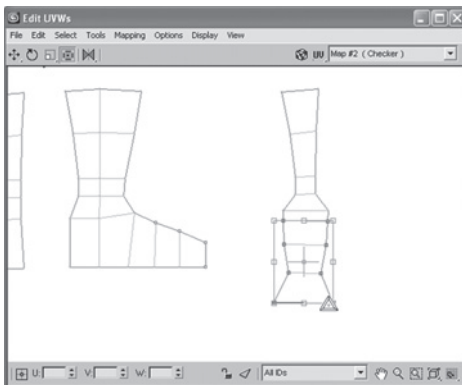 Edit UVWs
File Edit Select Tools Mapping Options Display View
UV Map #2 ( Checker )
U: V: W: All IDs